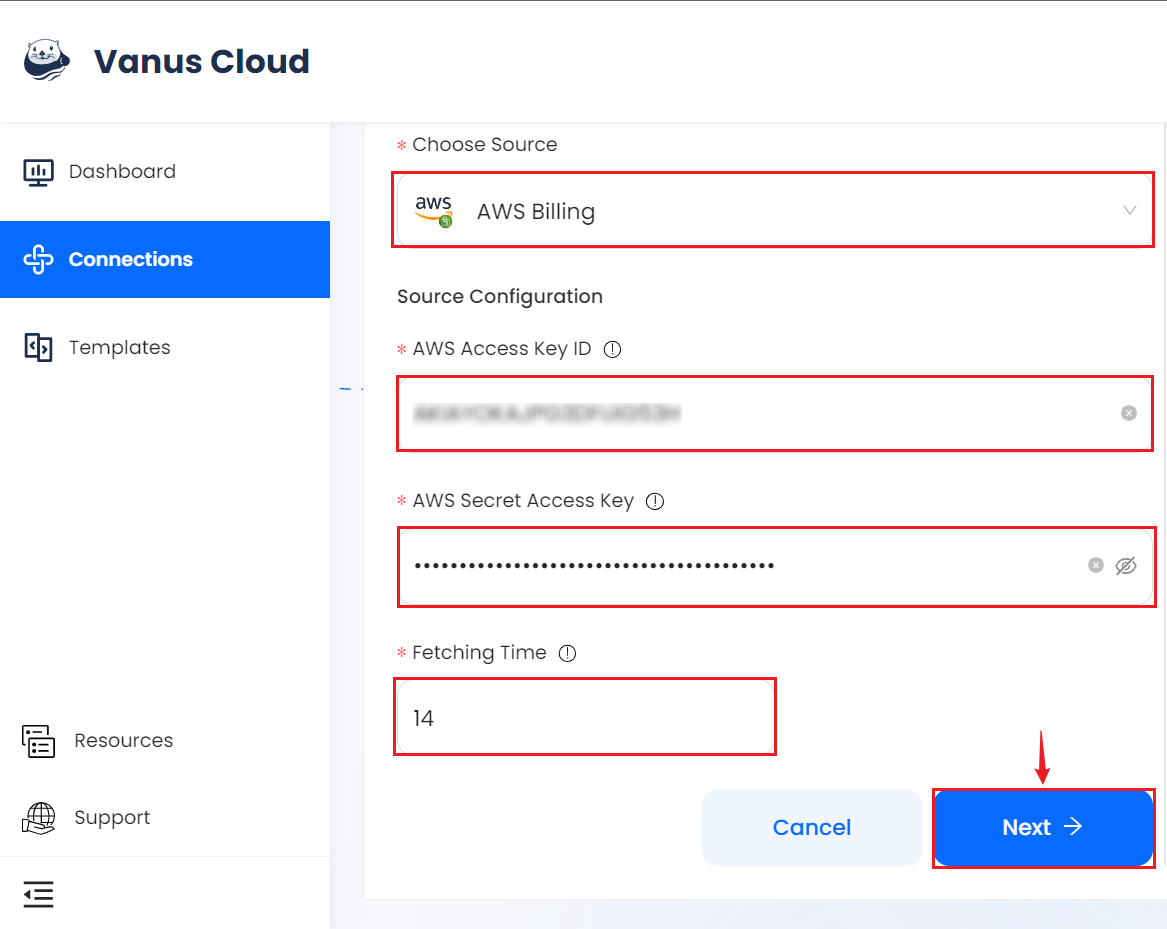 Vanus Cloud
Dashboard
Connections
Templates
Resources
Support
* Choose Source
aws
AWS Billing
Source Configuration
* AWS Access Key ID
* AWS Secret Access Key
••••••••••••••••••••••••••••••••••••••••
* Fetching Time
14
Cancel
Next →